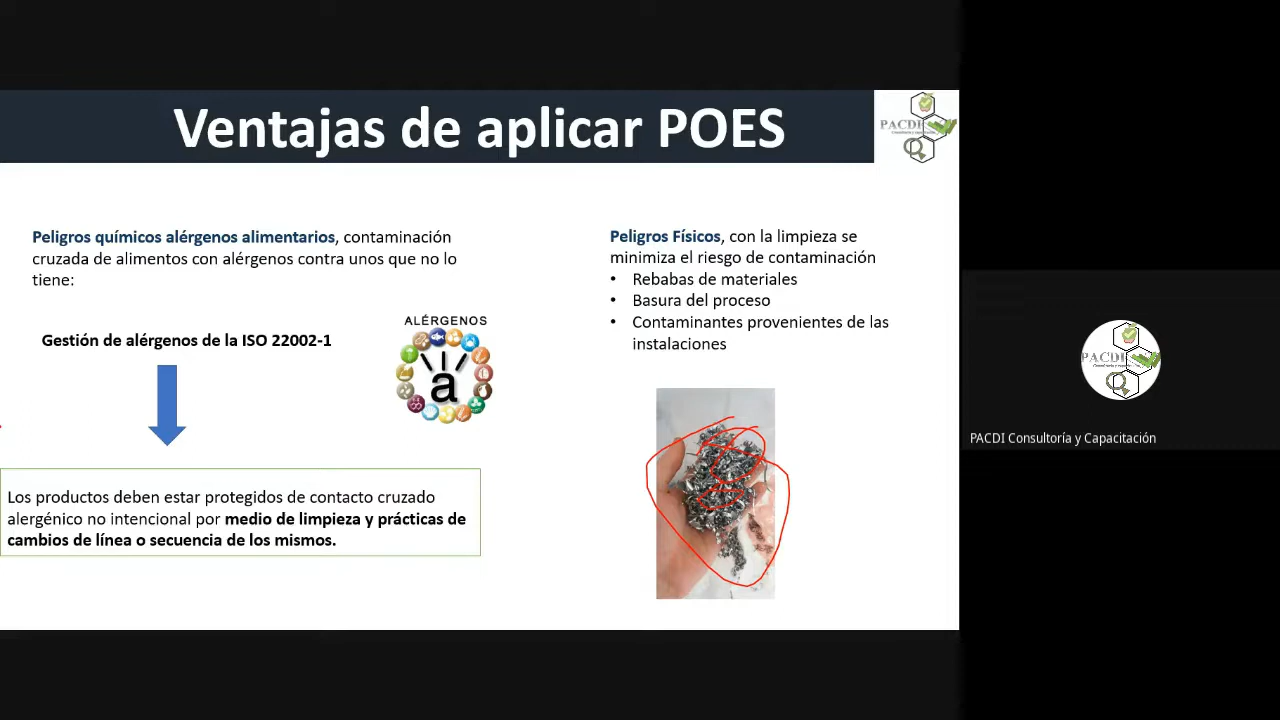 Ventajas de aplicar POES
PACDI
Peligros químicos alérgenos alimentarios, contaminación
cruzada de alimentos con alérgenos contra unos que no lo
tiene:
Gestión de alérgenos de la ISO 22002-1
ALÉRGENOS
a
Los productos deben estar protegidos de contacto cruzado
alergénico no intencional por medio de limpieza y prácticas de
cambios de línea o secuencia de los mismos.
Peligros Físicos, con la limpieza se
minimiza el riesgo de contaminación
• Rebabas de materiales
• Basura del proceso
• Contaminantes provenientes de las
instalaciones
PACDI
PACDI Consultoría y Capacitación